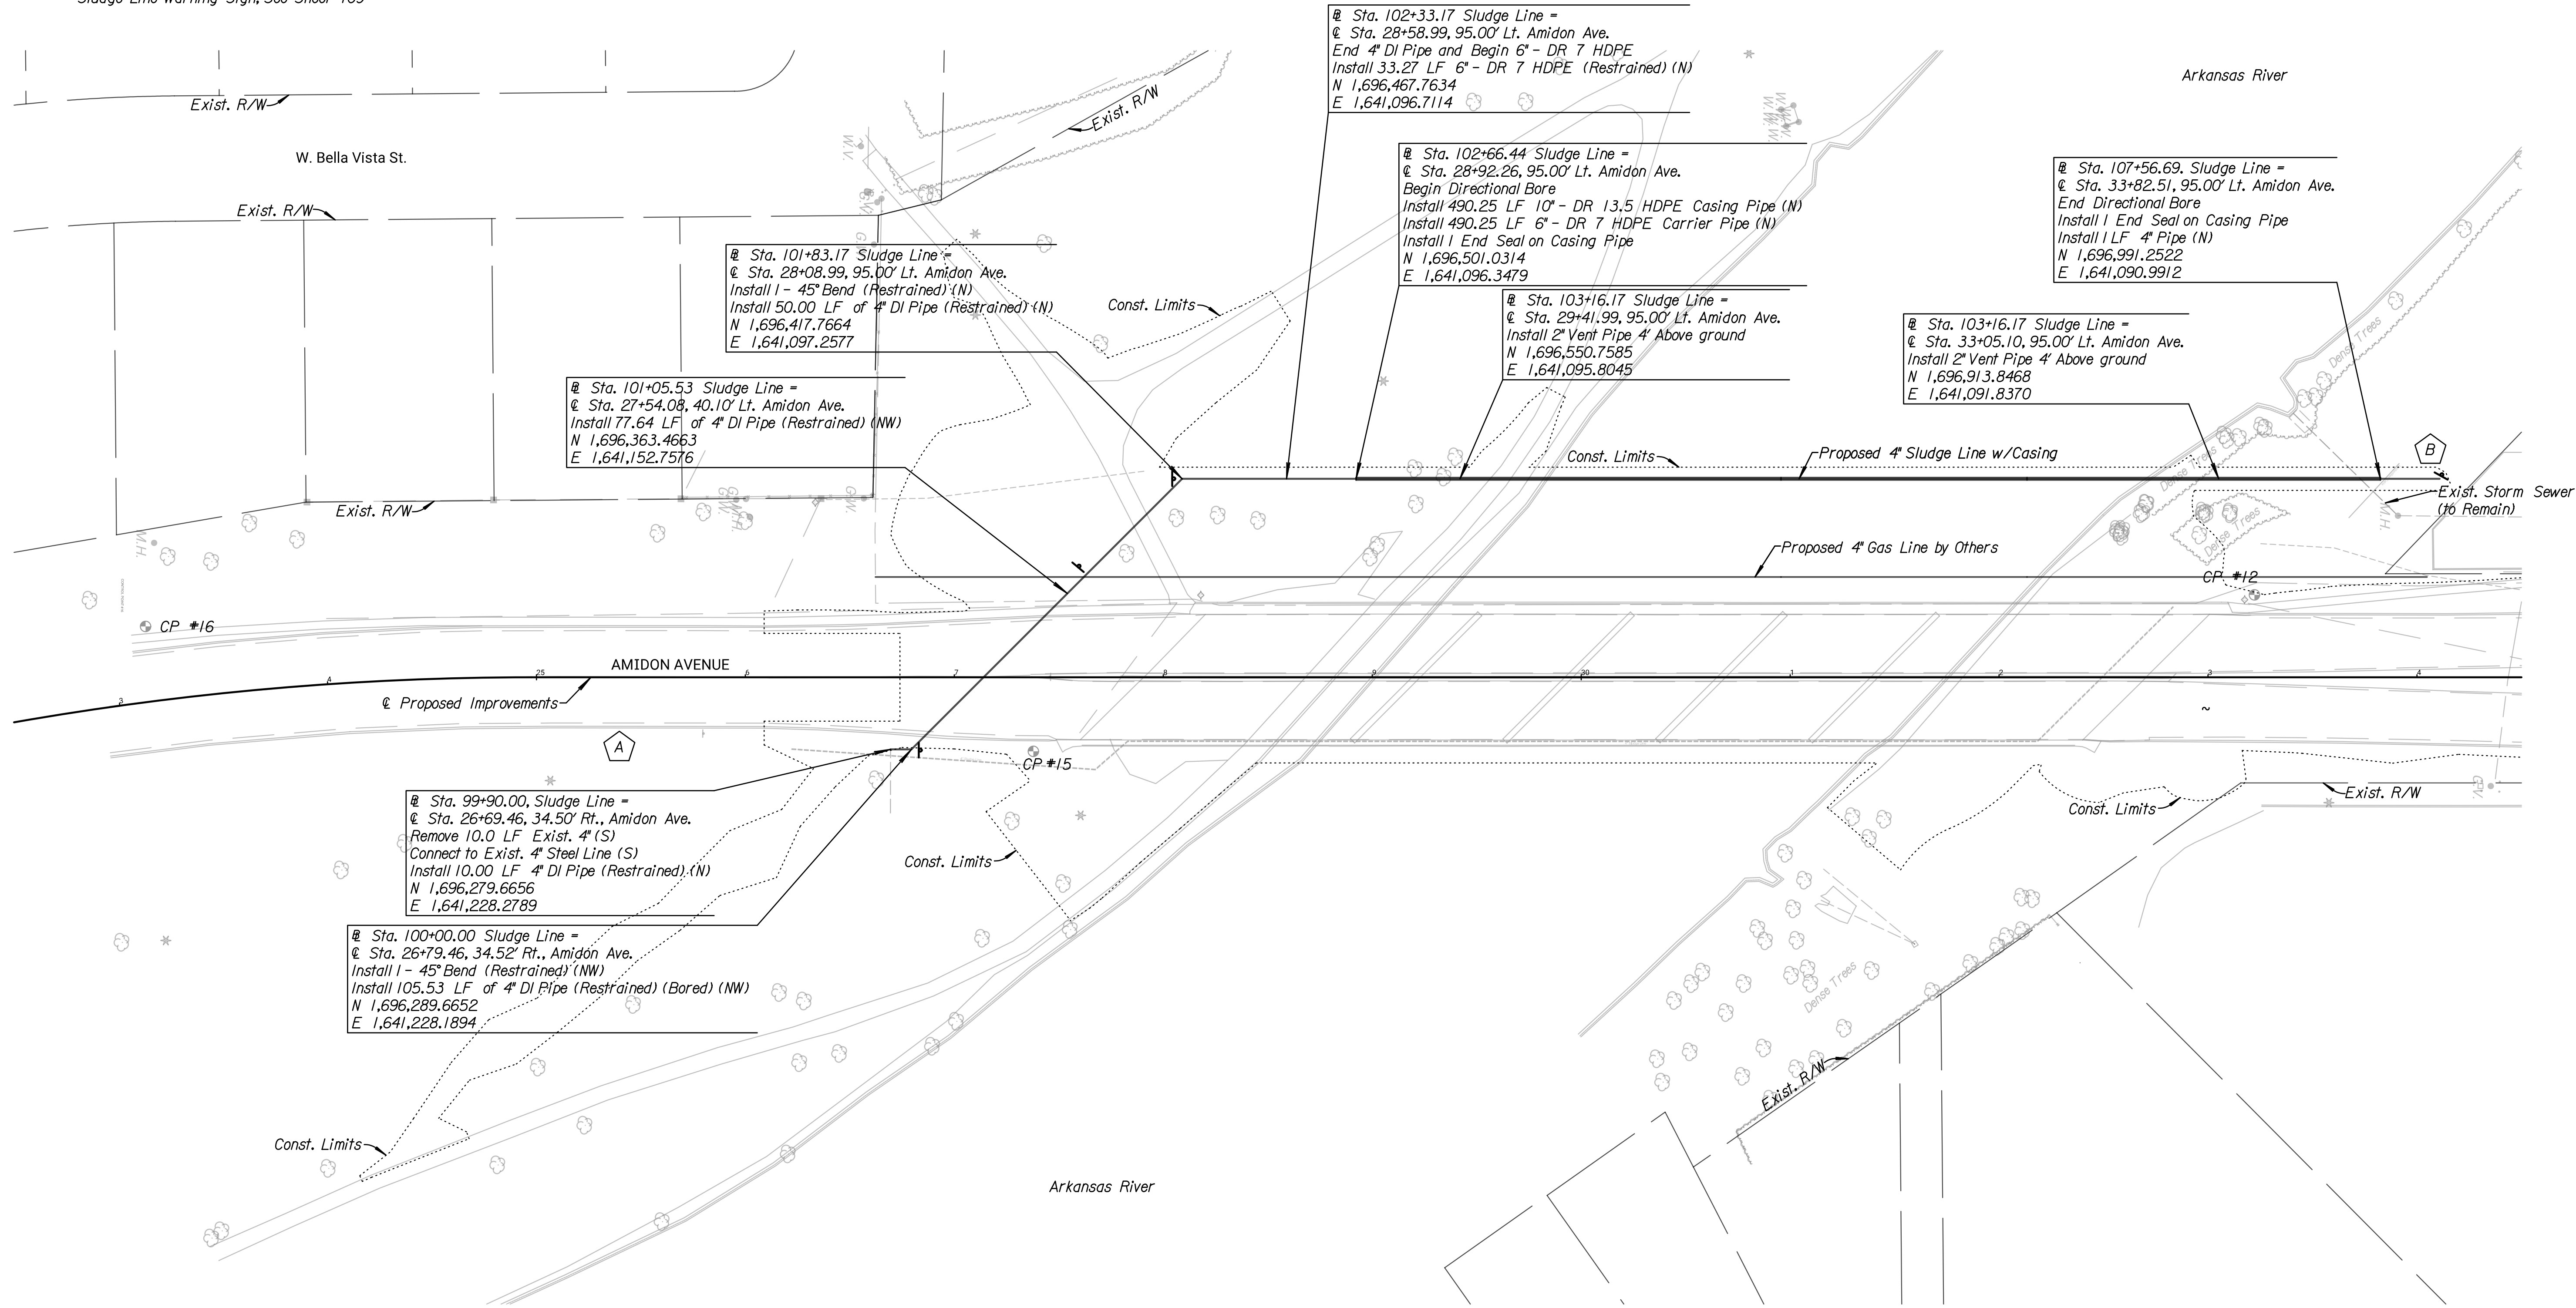 Arkansas River
Exist. R/W
Exist. R/W
W. Bella Vista St.
Exist. R/W
Exist. R/W
W.V.
G.V.
G.V.
G.V.
G.V.
M.H.
M.H.
℄ Sta. 102+33.17 Sludge Line =
℄ Sta. 28+58.99, 95.00' Lt. Amidon Ave.
End 4" DI Pipe and Begin 6" - DR 7 HDPE
Install 33.27 LF 6" - DR 7 HDPE (Restrained) (N)
N 1,696,467.7634
E 1,641,096.7114
℄ Sta. 102+66.44 Sludge Line =
℄ Sta. 28+92.26, 95.00' Lt. Amidon Ave.
Begin Directional Bore
Install 490.25 LF 10" - DR 13.5 HDPE Casing Pipe (N)
Install 490.25 LF 6" - DR 7 HDPE Carrier Pipe (N)
Install 1 End Seal on Casing Pipe
N 1,696,501.0314
E 1,641,096.3479
℄ Sta. 107+56.69. Sludge Line =
℄ Sta. 33+82.51, 95.00' Lt. Amidon Ave.
End Directional Bore
Install 1 End Seal on Casing Pipe
Install 1 LF 4" Pipe (N)
N 1,696,991.2522
E 1,641,090.9912
℄ Sta. 101+83.17 Sludge Line =
℄ Sta. 28+08.99, 95.00' Lt. Amidon Ave.
Install 1 - 45° Bend (Restrained) (N)
Install 50.00 LF of 4" DI Pipe (Restrained) (N)
N 1,696,417.7664
E 1,641,097.2577
Const. Limits
℄ Sta. 103+16.17 Sludge Line =
℄ Sta. 29+41.99, 95.00' Lt. Amidon Ave.
Install 2" Vent Pipe 4' Above ground
N 1,696,550.7585
E 1,641,095.8045
℄ Sta. 103+16.17 Sludge Line =
℄ Sta. 33+05.10, 95.00' Lt. Amidon Ave.
Install 2" Vent Pipe 4' Above ground
N 1,696,913.8468
E 1,641,091.8370
Dense Trees
℄ Sta. 101+05.53 Sludge Line =
℄ Sta. 27+54.08, 40.10' Lt. Amidon Ave.
Install 77.64 LF of 4" DI Pipe (Restrained) (NW)
N 1,696,363.4663
E 1,641,152.7576
Const. Limits
Proposed 4" Sludge Line w/Casing
B
Dense Trees
Exist. Storm Sewer
(to Remain)
M.H.
Exist. R/W
Dense Trees
Proposed 4" Gas Line by Others
CP #12
CP #16
AMIDON AVENUE
3
4
25
6
7
8
9
30
1
2
3
4
℄ Proposed Improvements
A
CP #15
Exist. R/W
Const. Limits
℄ Sta. 99+90.00, Sludge Line =
℄ Sta. 26+69.46, 34.50' Rt., Amidon Ave.
Remove 10.0 LF Exist. 4" (S)
Connect to Exist. 4" Steel Line (S)
Install 10.00 LF 4" DI Pipe (Restrained) (N)
N 1,696,279.6656
E 1,641,228.2789
Const. Limits
℄ Sta. 100+00.00 Sludge Line =
℄ Sta. 26+79.46, 34.52' Rt., Amidon Ave.
Install 1 - 45° Bend (Restrained) (NW)
Install 105.53 LF of 4" DI Pipe (Restrained) (Bored) (NW)
N 1,696,289.6652
E 1,641,228.1894
Dense Trees
Exist. R/W
Const. Limits
Arkansas River